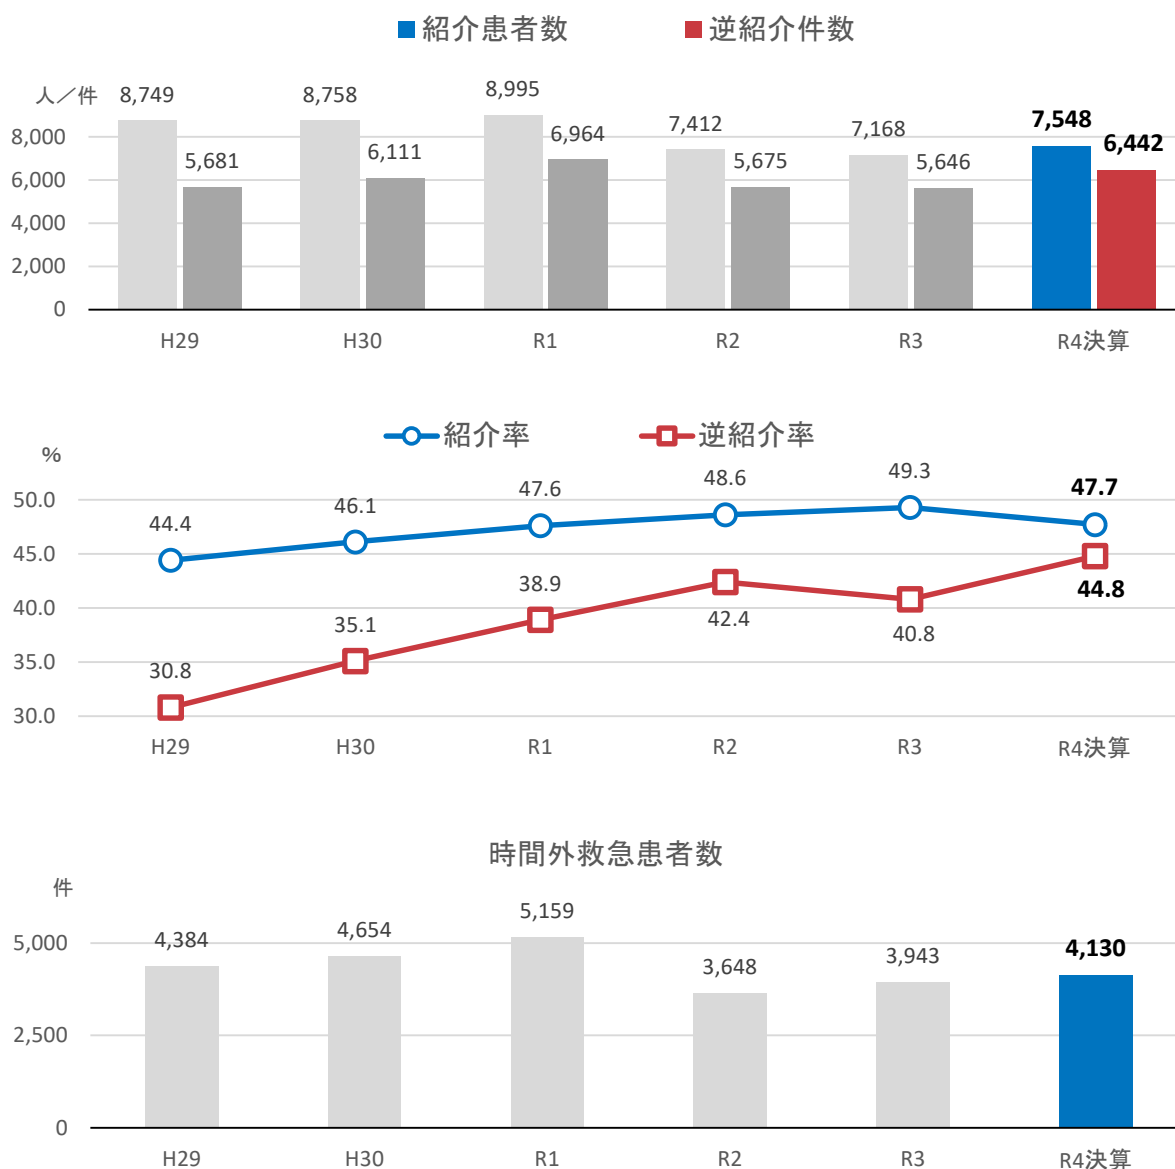 紹介患者数 逆紹介件数
人／件
8,749 8,758 8,995 7,412 7,168 7,548
5,681 6,111 6,964 5,675 5,646 6,442
8,000
6,000
4,000
2,000
0
H29 H30 R1 R2 R3 R4決算
紹介率 逆紹介率
%
44.4 46.1 47.6 48.6 49.3 47.7
30.8 35.1 38.9 42.4 40.8 44.8
50.0
45.0
40.0
35.0
30.0
H29 H30 R1 R2 R3 R4決算
時間外救急患者数
件
4,384 4,654 5,159 3,648 3,943 4,130
5,000
2,500
0
H29 H30 R1 R2 R3 R4決算